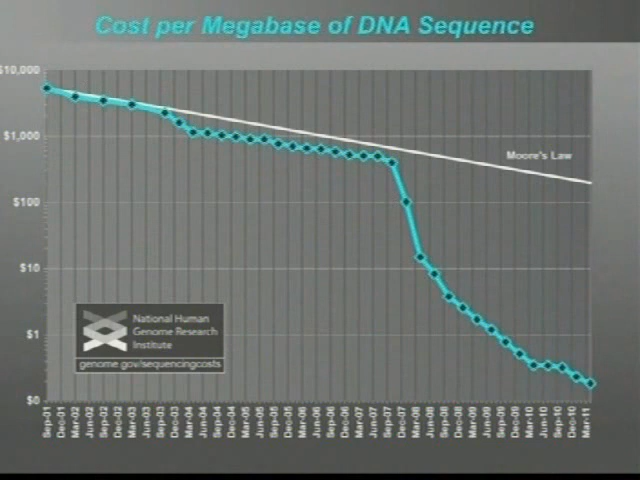 Cost per Megabase of DNA Sequence
$10,000
$1,000
$100
$10
$1
$0
Moore's Law
National Human
Genome Research
Institute
genome.gov/sequencingcosts
Sep-01
Dec-01
Mar-02
Jun-02
Sep-02
Dec-02
Mar-03
Jun-03
Sep-03
Dec-03
Mar-04
Jun-04
Sep-04
Dec-04
Mar-05
Jun-05
Sep-05
Dec-05
Mar-06
Jun-06
Sep-06
Dec-06
Mar-07
Jun-07
Sep-07
Dec-07
Mar-08
Jun-08
Sep-08
Dec-08
Mar-09
Jun-09
Sep-09
Dec-09
Mar-10
Jun-10
Sep-10
Dec-10
Mar-11